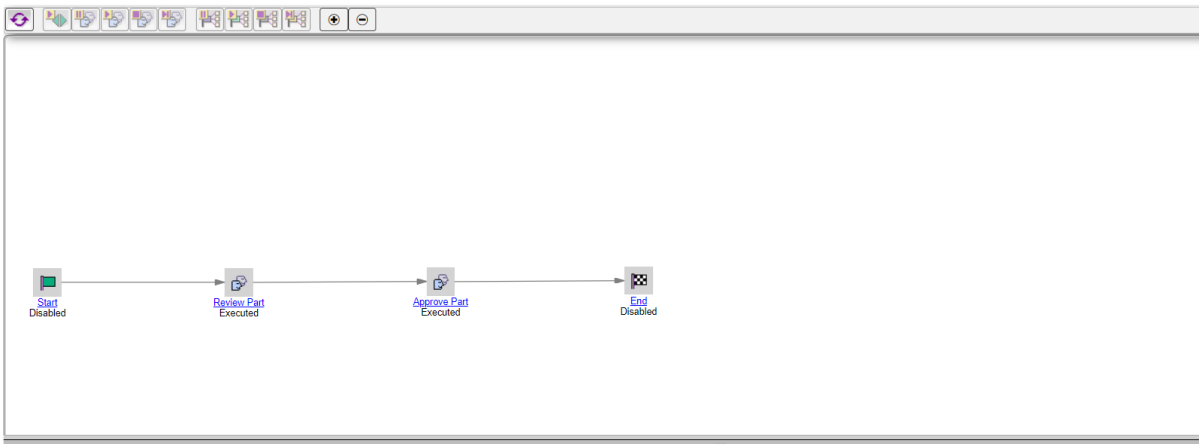 Start
Disabled
Review Part
Executed
Approve Part
Executed
End
Disabled